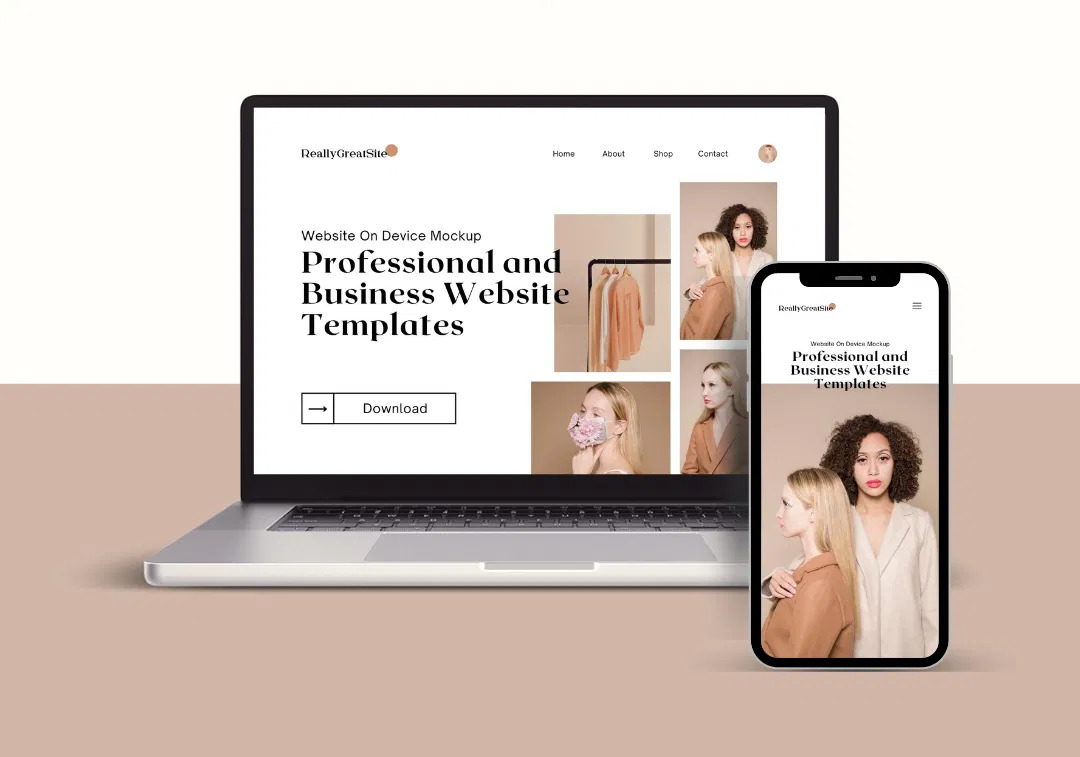 ReallyGreatSite
Home About Shop Contact
Website On Device Mockup
Professional and
Business Website
Templates
Download
ReallyGreatSite
Website On Device Mockup
Professional and
Business Website
Templates